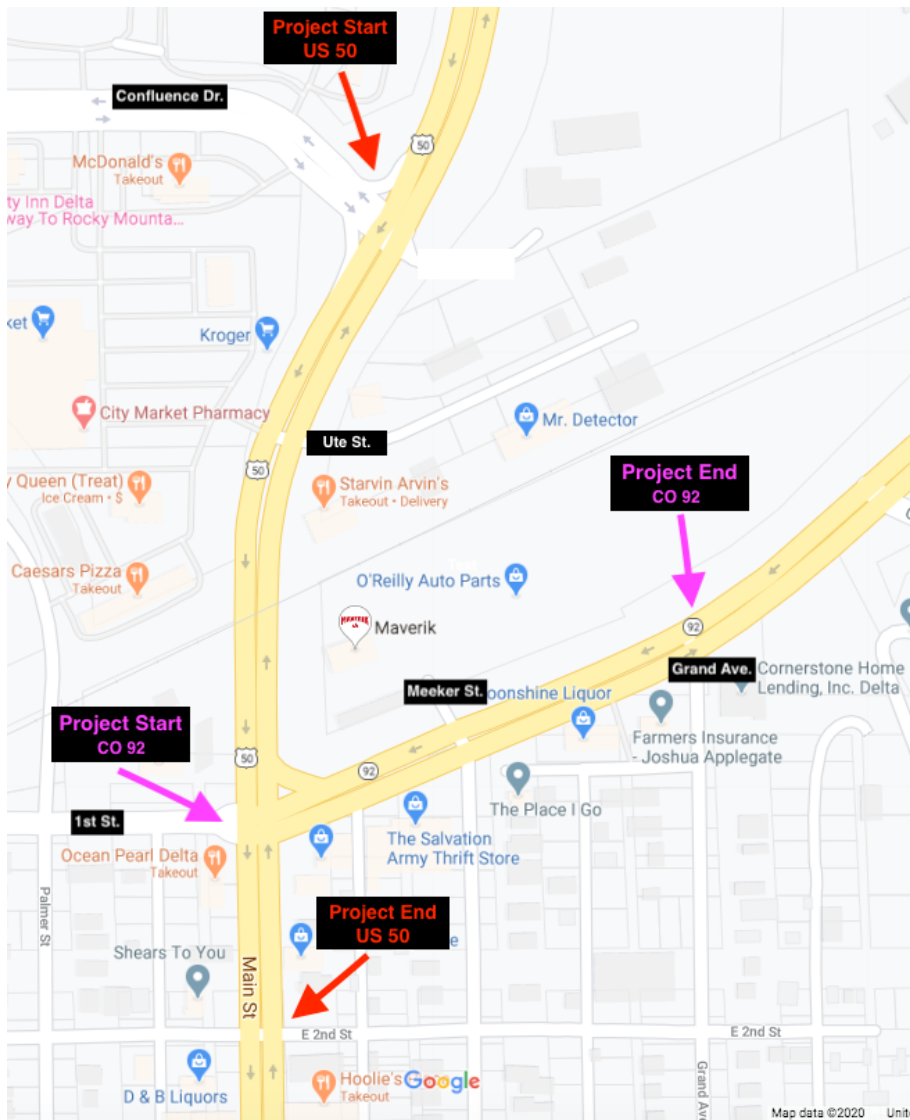 Project Start
US 50
Confluence Dr.
50
McDonald's
Takeout
ty Inn Delta
way To Rocky Mounta...
ket
Kroger
City Market Pharmacy
Ute St.
Mr. Detector
50
y Queen (Treat)
Ice Cream • $
Starvin Arvin's
Takeout • Delivery
Project End
CO 92
Caesars Pizza
Takeout
O'Reilly Auto Parts
Maverik
92
Grand Ave.
Cornerstone Home
Lending, Inc. Delta
Meeker St.
oonshine Liquor
Project Start
CO 92
Farmers Insurance
- Joshua Applegate
50
92
The Place I Go
1st St.
The Salvation
Army Thrift Store
Ocean Pearl Delta
Takeout
Palmer St
Project End
US 50
e
Shears To You
Main St
E 2nd St
E 2nd St
D & B Liquors
Hoolie's
Takeout
Google
Grand Av
Map data ©2020
Unit